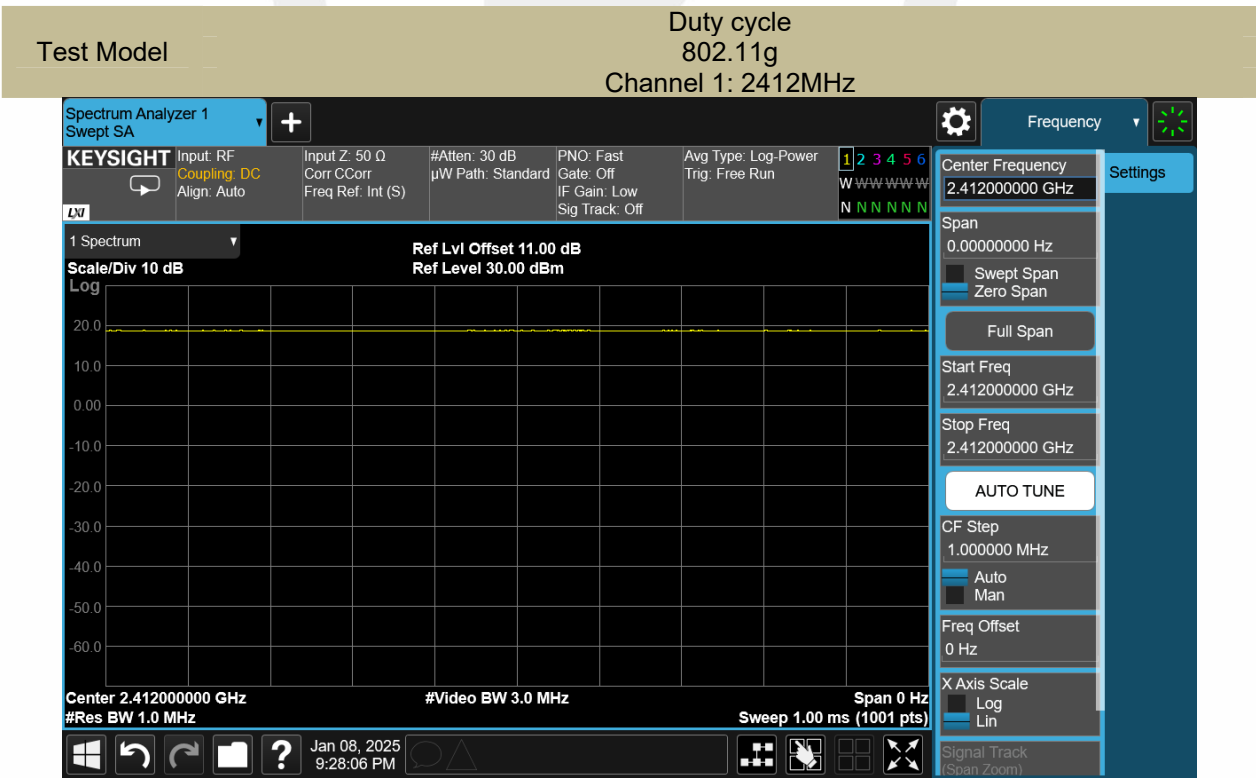 Test Model
Duty cycle
802.11g
Channel 1: 2412MHz
Spectrum Analyzer 1
Swept SA
Frequency
KEYSIGHT
LXI
Input: RF
Coupling: DC
Align: Auto
Input Z: 50 Ω
Corr CCorr
Freq Ref: Int (S)
#Atten: 30 dB
µW Path: Standard
PNO: Fast
Gate: Off
IF Gain: Low
Sig Track: Off
Avg Type: Log-Power
Trig: Free Run
1 2 3 4 5 6
W W W W W W
N N N N N N
1 Spectrum
Scale/Div 10 dB
Ref Lvl Offset 11.00 dB
Ref Level 30.00 dBm
Log
20.0
10.0
0.00
-10.0
-20.0
-30.0
-40.0
-50.0
-60.0
Center 2.412000000 GHz
#Res BW 1.0 MHz
#Video BW 3.0 MHz
Span 0 Hz
Sweep 1.00 ms (1001 pts)
?
Jan 08, 2025
9:28:06 PM
Center Frequency
2.412000000 GHz
Settings
Span
0.00000000 Hz
Swept Span
Zero Span
Full Span
Start Freq
2.412000000 GHz
Stop Freq
2.412000000 GHz
AUTO TUNE
CF Step
1.000000 MHz
Auto
Man
Freq Offset
0 Hz
X Axis Scale
Log
Lin
Signal Track
(Span Zoom)